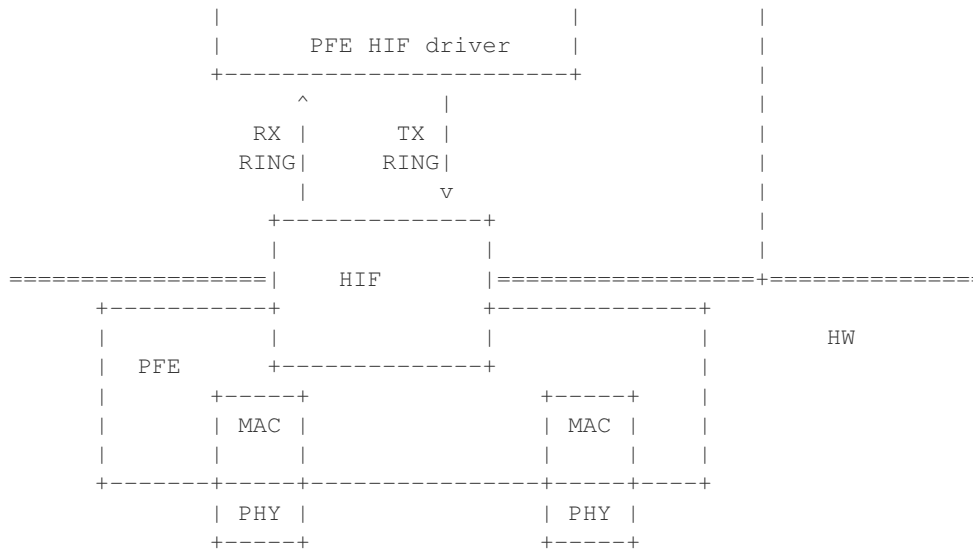 PFE HIF driver
RX TX
RING RING
HIF
HW
PFE
MAC MAC
PHY PHY